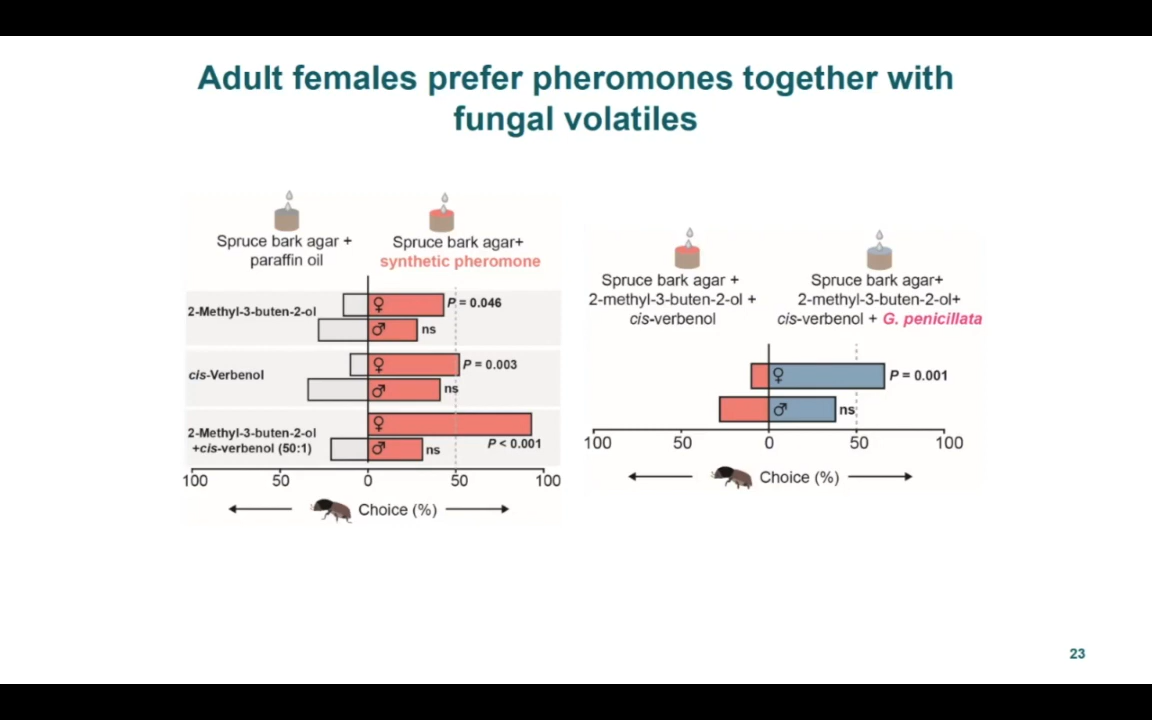 Adult females prefer pheromones together with
fungal volatiles
Spruce bark agar +
paraffin oil
Spruce bark agar+
synthetic pheromone
2-Methyl-3-buten-2-ol
♀
P = 0.046
♂
ns
cis-Verbenol
♀
P = 0.003
♂
ns
2-Methyl-3-buten-2-ol
+cis-verbenol (50:1)
♀
P < 0.001
♂
ns
100 50 0 50 100
Choice (%)
Spruce bark agar +
2-methyl-3-buten-2-ol +
cis-verbenol
Spruce bark agar+
2-methyl-3-buten-2-ol+
cis-verbenol + G. penicillata
♀
P = 0.001
♂
ns
100 50 0 50 100
Choice (%)
23